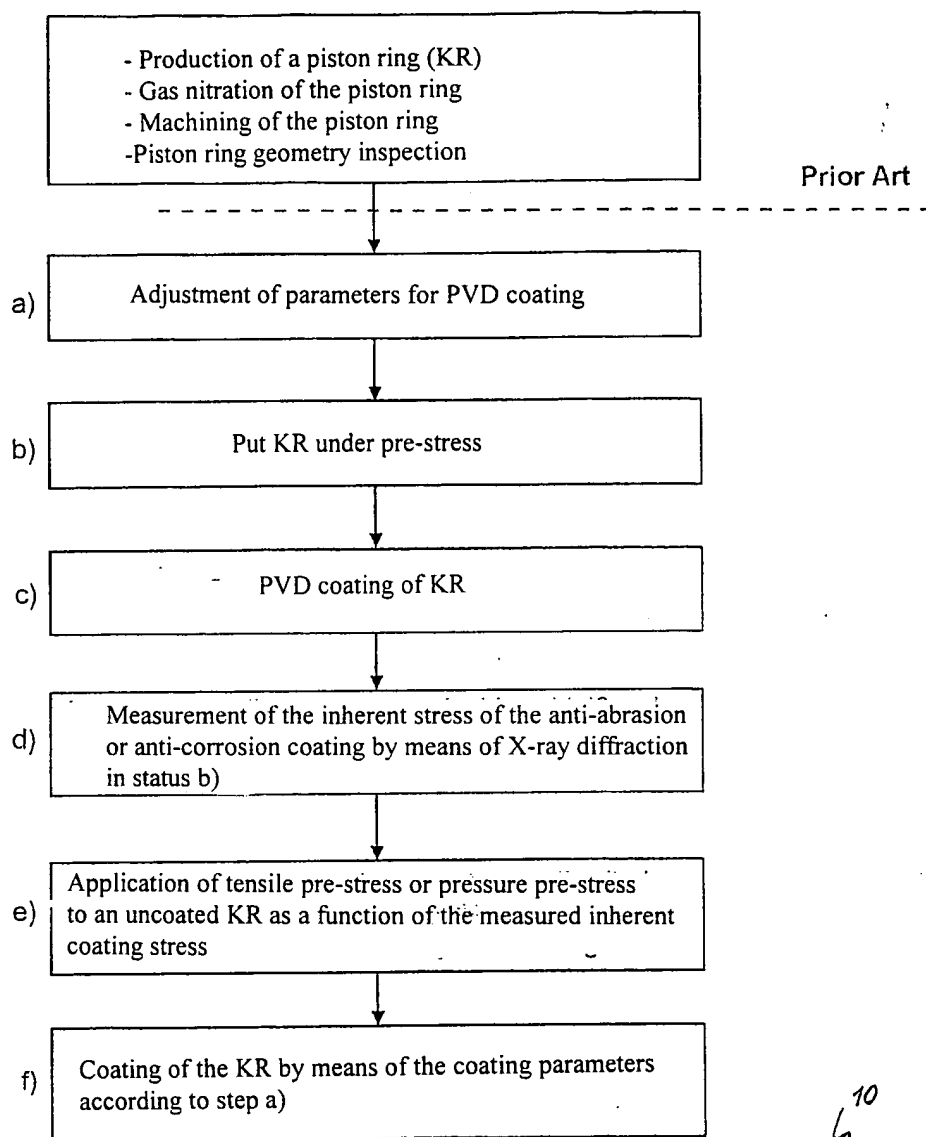 - Production of a piston ring (KR)
- Gas nitration of the piston ring
- Machining of the piston ring
-Piston ring geometry inspection
Prior Art
a)
Adjustment of parameters for PVD coating
b)
Put KR under pre-stress
c)
PVD coating of KR
d)
Measurement of the inherent stress of the anti-abrasion
or anti-corrosion coating by means of X-ray diffraction
in status b)
e)
Application of tensile pre-stress or pressure pre-stress
to an uncoated KR as a function of the measured inherent
coating stress
f)
Coating of the KR by means of the coating parameters
according to step a)
10